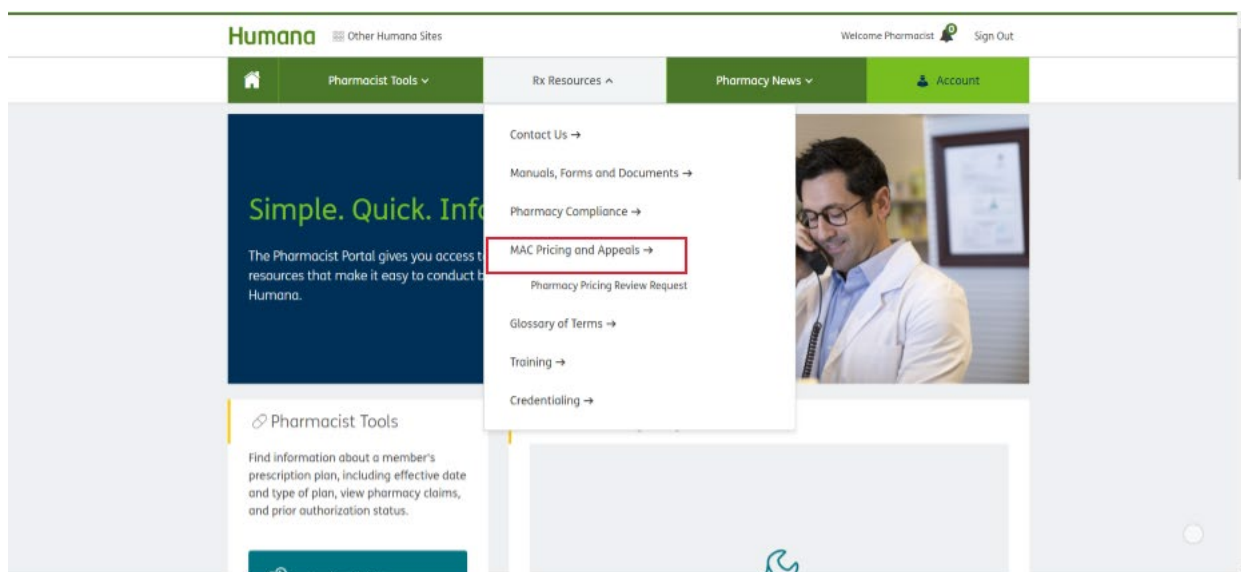 Humana
Other Humana Sites
Welcome Pharmacist
0
Sign Out
Pharmacist Tools
Rx Resources
Pharmacy News
Account
Contact Us →
Manuals, Forms and Documents →
Pharmacy Compliance →
MAC Pricing and Appeals →
Pharmacy Pricing Review Request
Glossary of Terms →
Training →
Credentialing →
Simple. Quick.
The Pharmacist Portal gives you access
resources that make it easy to conduct
Humana.
Pharmacist Tools
Find information about a member's
prescription plan, including effective date
and type of plan, view pharmacy claims,
and prior authorization status.